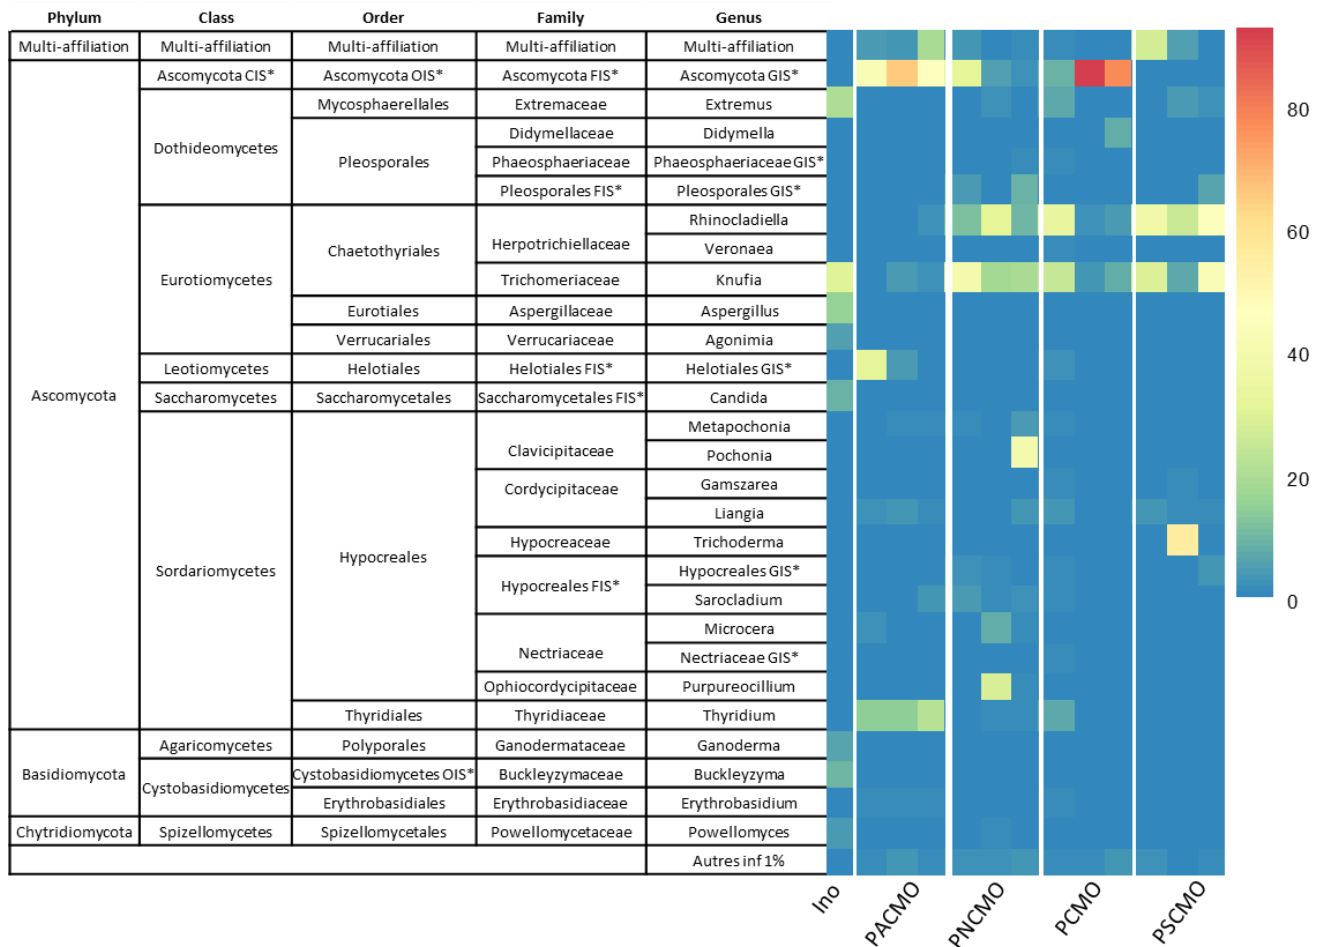 Phylum Class Order Family Genus
Multi-affiliation Multi-affiliation Multi-affiliation Multi-affiliation Multi-affiliation
Ascomycota CIS* Ascomycota OIS* Ascomycota FIS* Ascomycota GIS*
Mycosphaerellales Extremaceae Extremus
Dothideomycetes
Didymellaceae Didymella
Pleosporales Phaeosphaeriaceae Phaeosphaeriaceae GIS*
Pleosporales FIS* Pleosporales GIS*
Rhinocladiella
Chaetothyriales Herpotrichiellaceae
Veronaea
Eurotiomycetes Trichomeriaceae Knufia
Eurotiales Aspergillaceae Aspergillus
Verrucariales Verrucariaceae Agonimia
Leotiomycetes Helotiales Helotiales FIS* Helotiales GIS*
Ascomycota Saccharomycetes Saccharomycetales Saccharomycetales FIS* Candida
Metapochonia
Clavicipitaceae
Pochonia
Cordycipitaceae Gamszarea
Liangia
Hypocreaceae Trichoderma
Sordariomycetes Hypocreales Hypocreales GIS*
Hypocreales FIS*
Sarocladium
Microcera
Nectriaceae
Nectriaceae GIS*
Ophiocordycipitaceae Purpureocillium
Thyridiales Thyridiaceae Thyridium
Agaricomycetes Polyporales Ganodermataceae Ganoderma
Basidiomycota Cystobasidiomycetes Cystobasidiomycetes OIS* Buckleyzymaceae Buckleyzyma
Erythrobasidiales Erythrobasidiaceae Erythrobasidium
Chytridiomycota Spizellomycetes Spizellomycetales Powellomycetaceae Powellomyces
Autres inf 1%
Ino PACMO PNCMO PCMO PSCMO
80
60
40
20
0